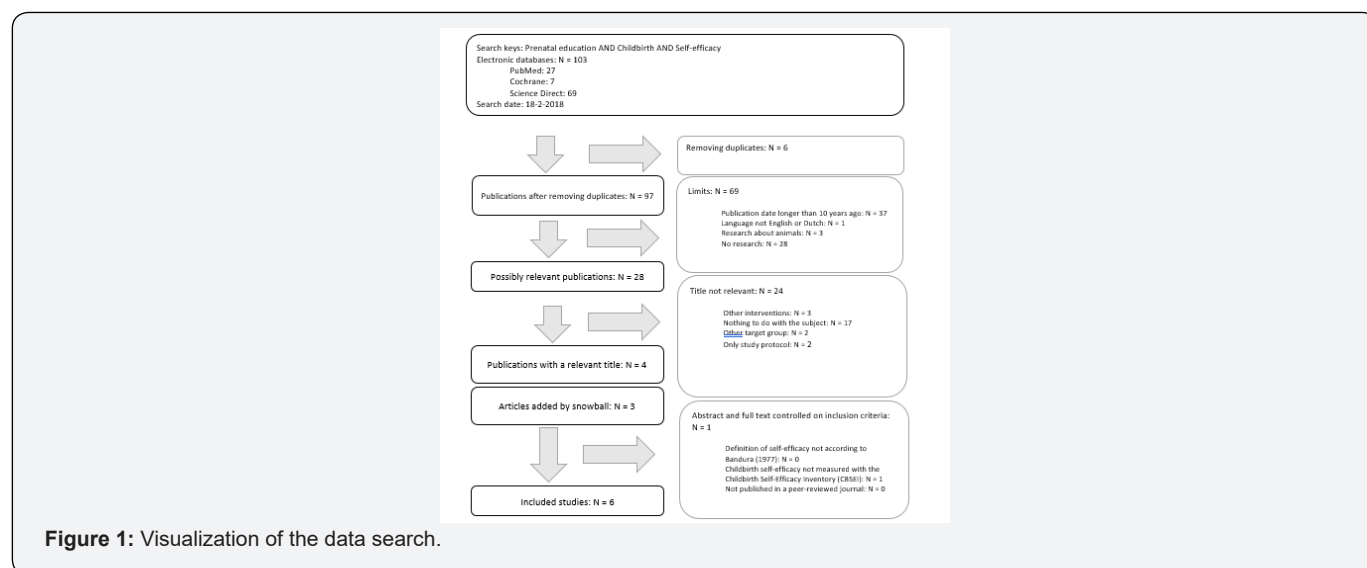 Search keys: Prenatal education AND Childbirth AND Self-efficacy
Electronic databases: N = 103
PubMed: 27
Cochrane: 7
Science Direct: 69
Search date: 18-2-2018
Removing duplicates: N = 6
Publications after removing duplicates: N = 97
Limits: N = 69
Publication date longer than 10 years ago: N = 37
Language not English or Dutch: N = 1
Research about animals: N = 3
No research: N = 28
Possibly relevant publications: N = 28
Title not relevant: N = 24
Other interventions: N = 3
Nothing to do with the subject: N = 17
Other target group: N = 2
Only study protocol: N = 2
Publications with a relevant title: N = 4
Articles added by snowball: N = 3
Abstract and full text controlled on inclusion criteria:
N = 1
Definition of self-efficacy not according to
Bandura (1977): N = 0
Childbirth self-efficacy not measured with the
Childbirth Self-Efficacy Inventory (CBSEI): N = 1
Not published in a peer-reviewed journal: N = 0
Included studies: N = 6
Figure 1: Visualization of the data search.